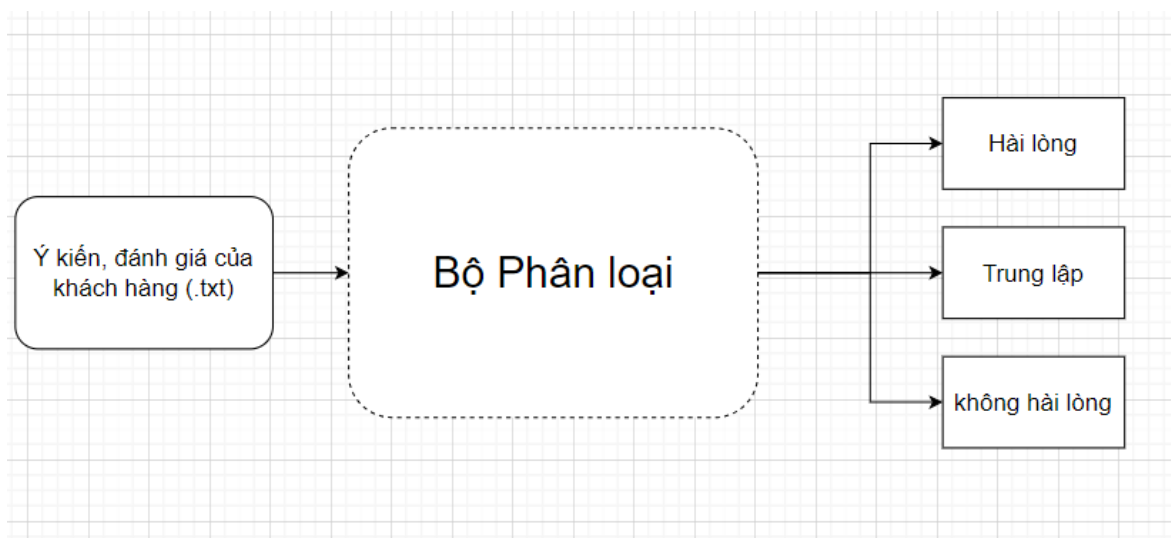 Ý kiến, đánh giá của
khách hàng (.txt)
Bộ Phân loại
Hài lòng
Trung lập
không hài lòng